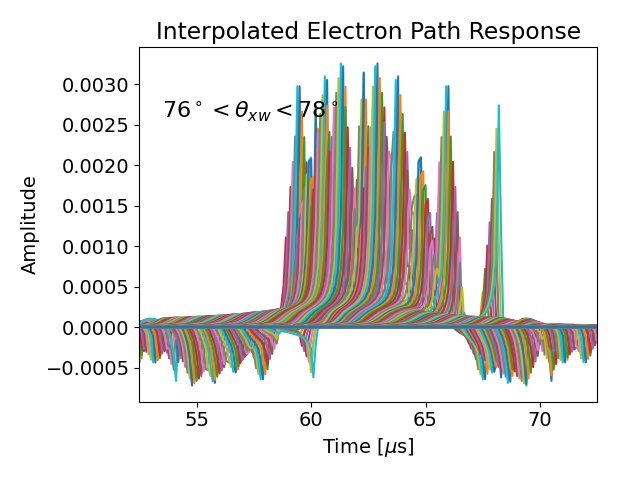 Interpolated Electron Path Response
76° < θxw < 78°
0.0030
0.0025
0.0020
0.0015
0.0010
0.0005
0.0000
−0.0005
Amplitude
55 60 65 70
Time [μs]